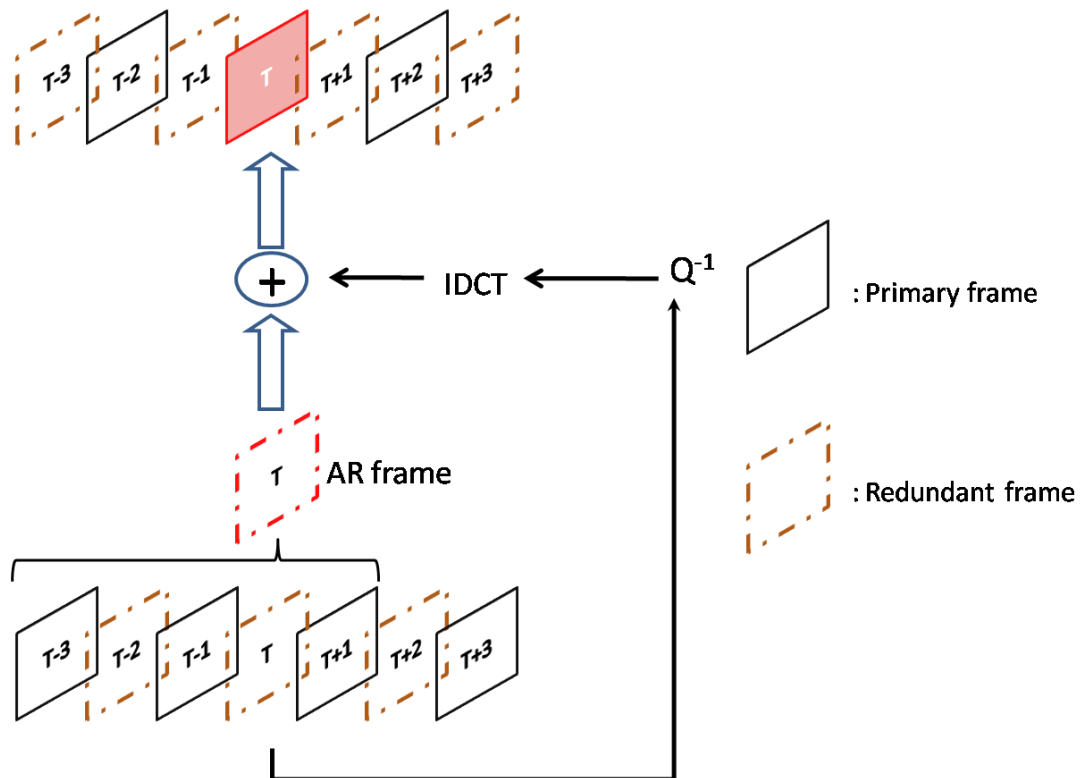 T-3 T-2 T-1 T T+1 T+2 T+3
+ IDCT Q⁻¹
: Primary frame
T AR frame
: Redundant frame
T-3 T-2 T-1 T T+1 T+2 T+3